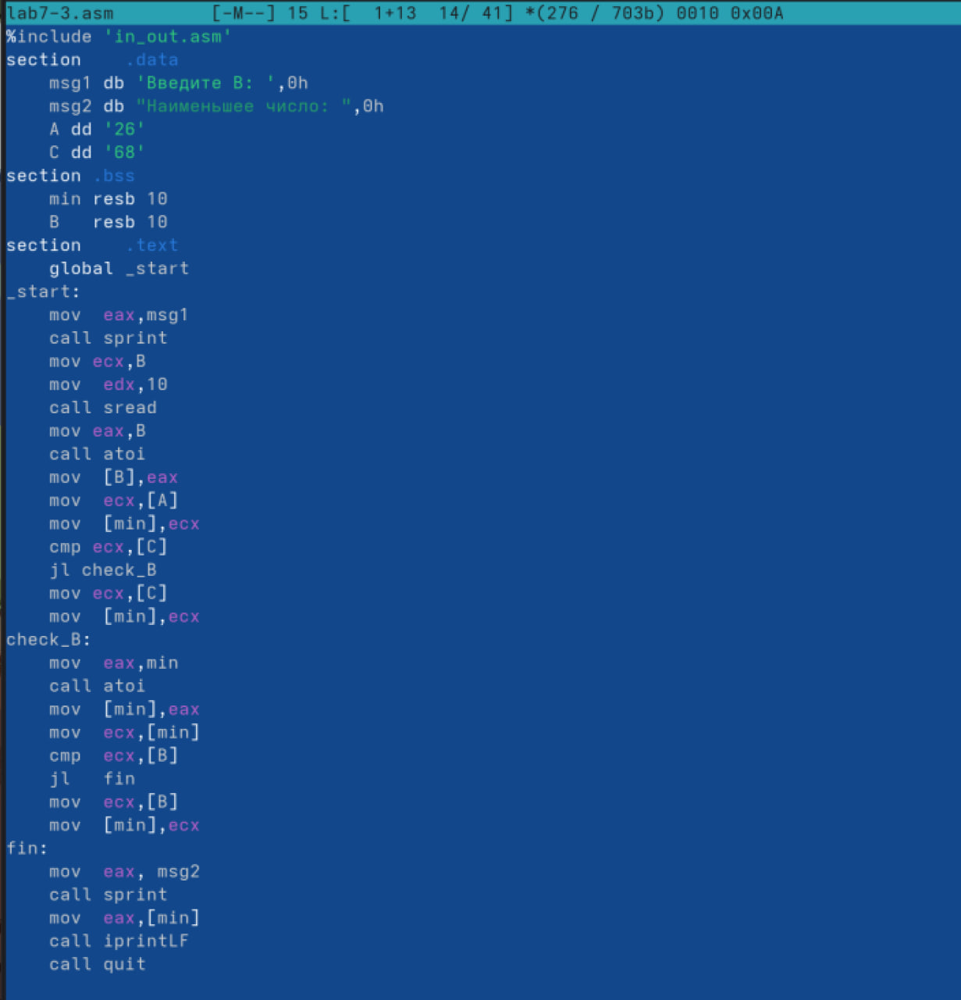 lab7-3.asm         [-M--] 15 L:[  1+13  14/ 41] *(276 / 703b) 0010 0x00A
%include 'in_out.asm'
section    .data
    msg1 db 'Введите B: ',0h
    msg2 db "Наименьшее число: ",0h
    A dd '26'
    C dd '68'
section .bss
    min resb 10
    B   resb 10
section    .text
    global _start
_start:
    mov  eax,msg1
    call sprint
    mov ecx,B
    mov  edx,10
    call sread
    mov eax,B
    call atoi
    mov  [B],eax
    mov  ecx,[A]
    mov  [min],ecx
    cmp ecx,[C]
    jl check_B
    mov ecx,[C]
    mov  [min],ecx
check_B:
    mov  eax,min
    call atoi
    mov  [min],eax
    mov  ecx,[min]
    cmp  ecx,[B]
    jl   fin
    mov  ecx,[B]
    mov  [min],ecx
fin:
    mov  eax, msg2
    call sprint
    mov  eax,[min]
    call iprintLF
    call quit